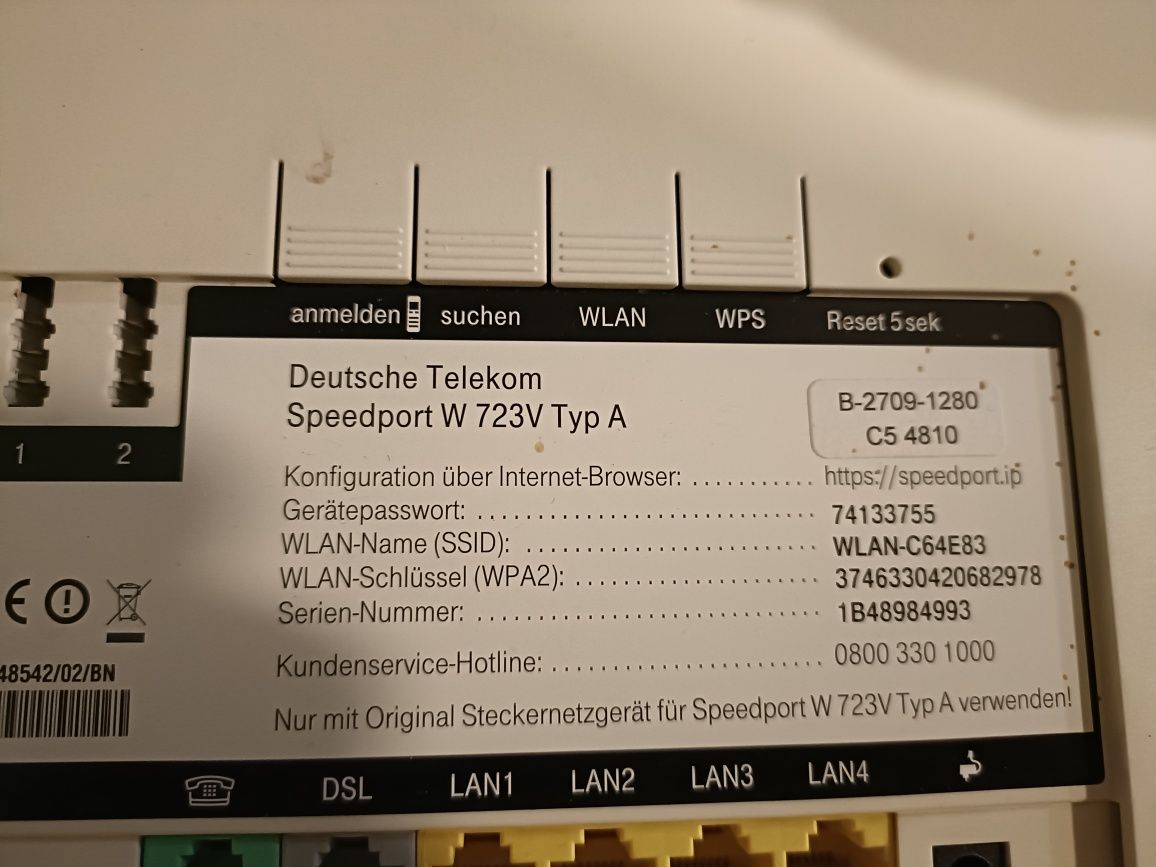 anmelden suchen WLAN WPS Reset 5 sek
Deutsche Telekom
Speedport W 723V Typ A
B-2709-1280
C5 4810
1 2
Konfiguration über Internet-Browser: ........... https://speedport.ip
Gerätepasswort: ............................. 74133755
WLAN-Name (SSID): ......................... WLAN-C64E83
WLAN-Schlüssel (WPA2): .................... 3746330420682978
Serien-Nummer: ............................. 1B48984993
Kundenservice-Hotline: ...................... 0800 330 1000
48542/02/BN
Nur mit Original Steckernetzgerät für Speedport W 723V Typ A verwenden!
DSL LAN1 LAN2 LAN3 LAN4